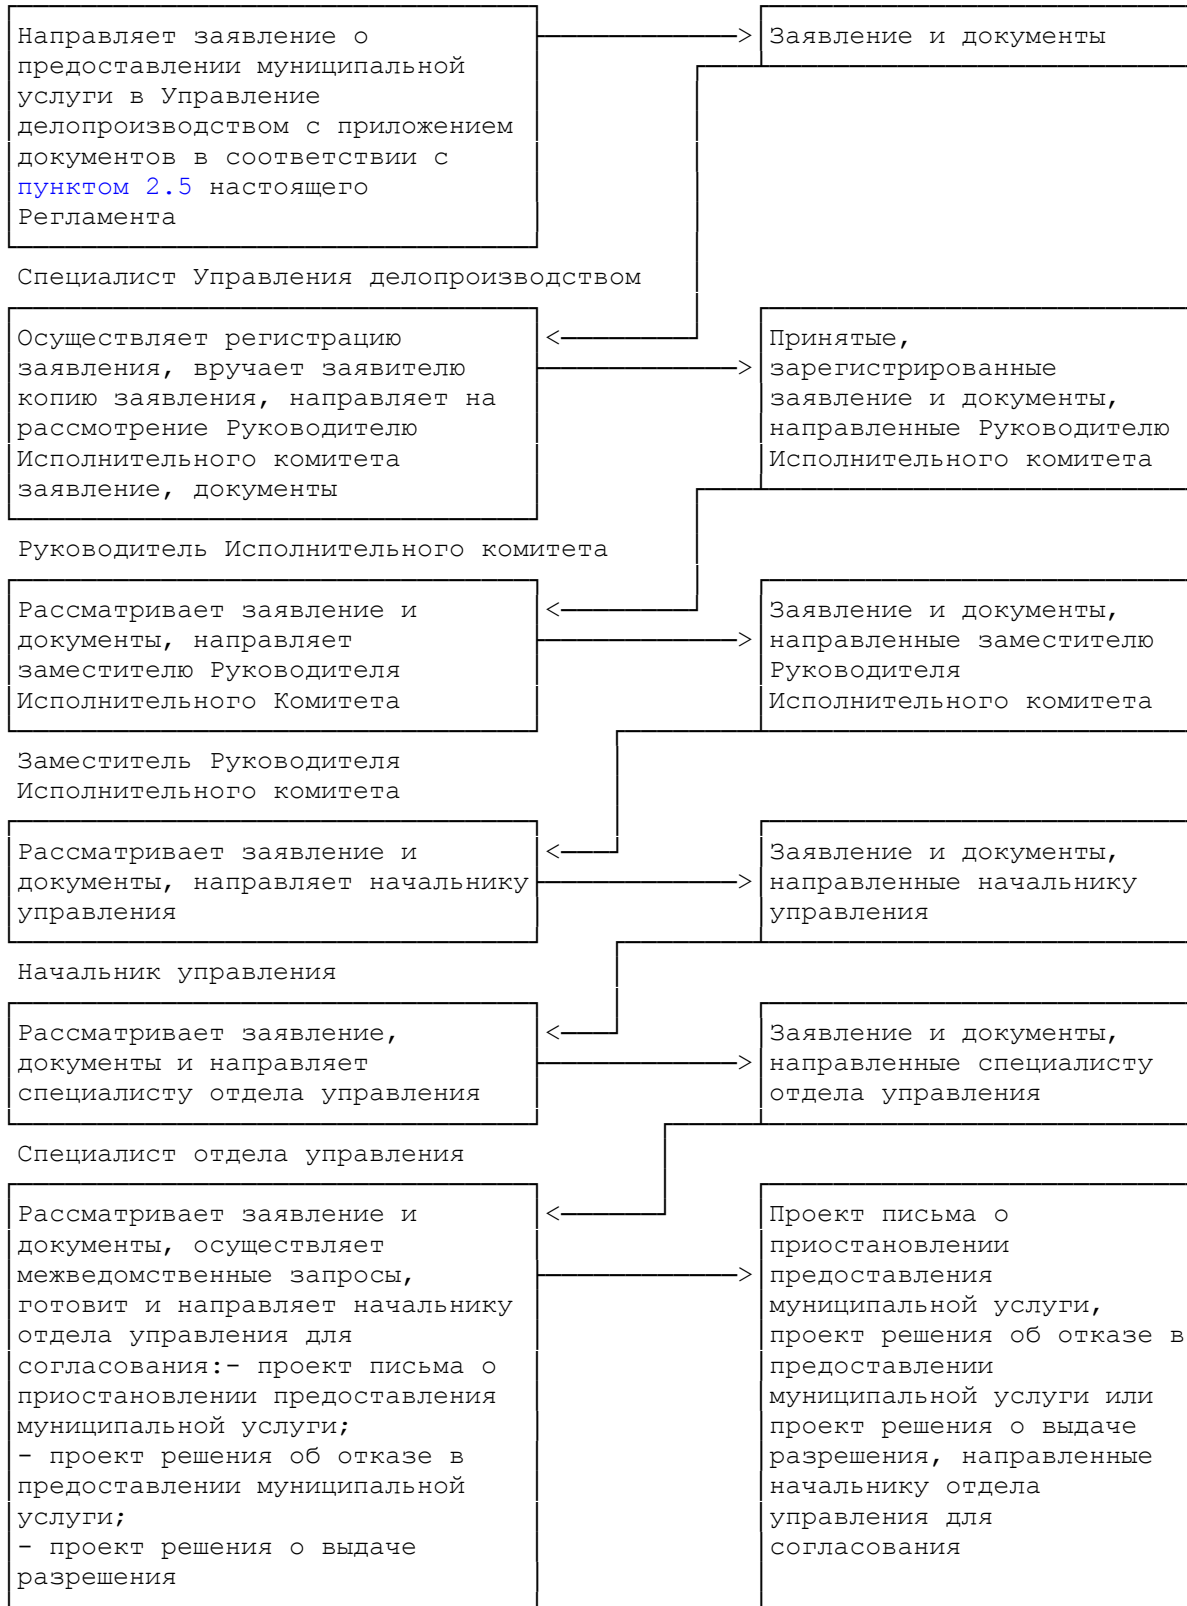 Направляет заявление о
предоставлении муниципальной
услуги в Управление
делопроизводством с приложением
документов в соответствии с
пунктом 2.5 настоящего
Регламента
Заявление и документы
Специалист Управления делопроизводством
Осуществляет регистрацию
заявления, вручает заявителю
копию заявления, направляет на
рассмотрение Руководителю
Исполнительного комитета
заявление, документы
Принятые,
зарегистрированные
заявление и документы,
направленные Руководителю
Исполнительного комитета
Руководитель Исполнительного комитета
Рассматривает заявление и
документы, направляет
заместителю Руководителя
Исполнительного Комитета
Заявление и документы,
направленные заместителю
Руководителя
Исполнительного комитета
Заместитель Руководителя
Исполнительного комитета
Рассматривает заявление и
документы, направляет начальнику
управления
Заявление и документы,
направленные начальнику
управления
Начальник управления
Рассматривает заявление,
документы и направляет
специалисту отдела управления
Заявление и документы,
направленные специалисту
отдела управления
Специалист отдела управления
Рассматривает заявление и
документы, осуществляет
межведомственные запросы,
готовит и направляет начальнику
отдела управления для
согласования:- проект письма о
приостановлении предоставления
муниципальной услуги;
- проект решения об отказе в
предоставлении муниципальной
услуги;
- проект решения о выдаче
разрешения
Проект письма о
приостановлении
предоставления
муниципальной услуги,
проект решения об отказе в
предоставлении
муниципальной услуги или
проект решения о выдаче
разрешения, направленные
начальнику отдела
управления для
согласования